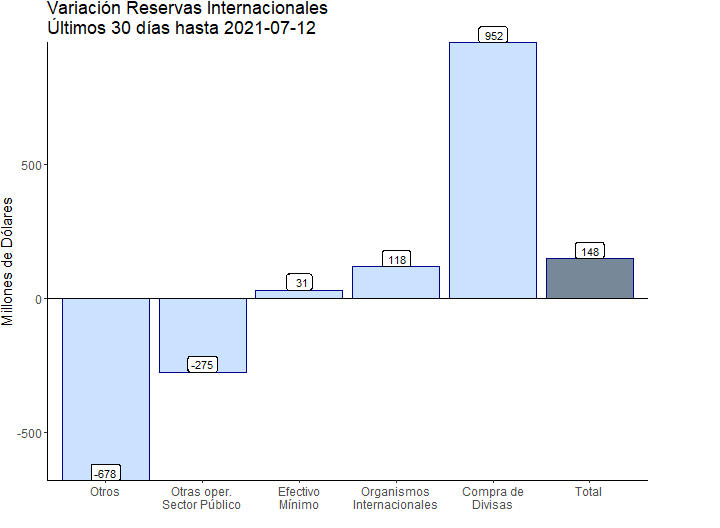 Variación Reservas Internacionales
Últimos 30 días hasta 2021-07-12
Millones de Dólares
500
0
-500
-678
-275
31
118
952
148
Otros
Otras oper.
Sector Público
Efectivo
Mínimo
Organismos
Internacionales
Compra de
Divisas
Total